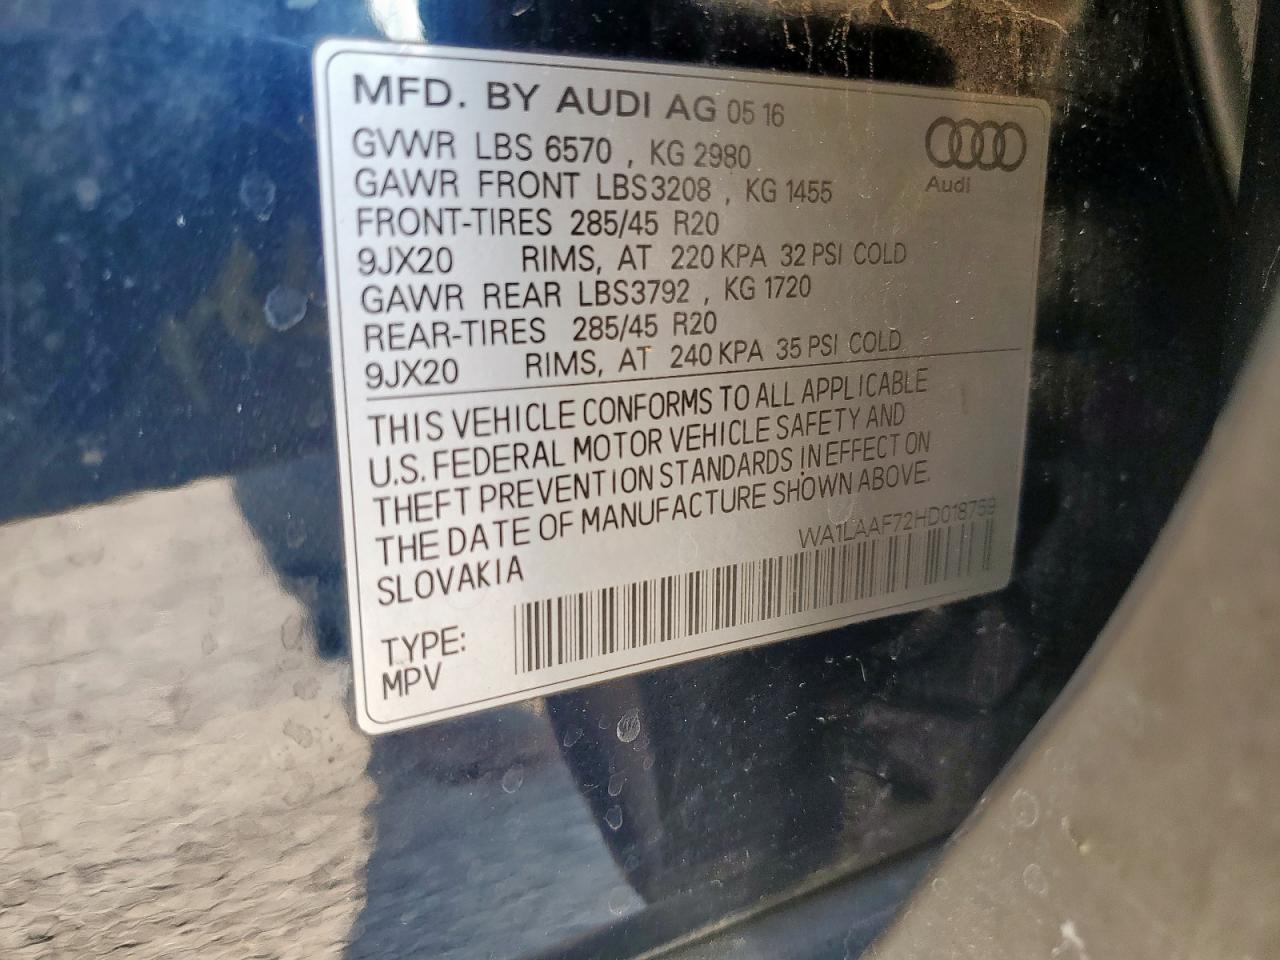 MFD. BY AUDI AG 05 16
GVWR LBS 6570 , KG 2980
GAWR FRONT LBS3208 , KG 1455
FRONT-TIRES 285/45 R20
9JX20 RIMS, AT 220 KPA 32 PSI COLD
GAWR REAR LBS3792 , KG 1720
REAR-TIRES 285/45 R20
9JX20 RIMS, AT 240 KPA 35 PSI COLD
Audi
THIS VEHICLE CONFORMS TO ALL APPLICABLE
U.S. FEDERAL MOTOR VEHICLE SAFETY AND
THEFT PREVENTION STANDARDS IN EFFECT ON
THE DATE OF MANUFACTURE SHOWN ABOVE.
SLOVAKIA
WA1LAAF72HD018759
TYPE:
MPV